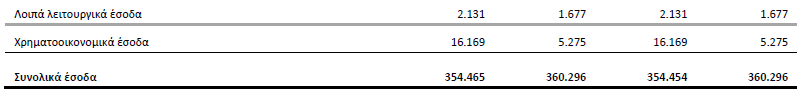 Λοιπά λειτουργικά έσοδα 2.131 1.677 2.131 1.677
Χρηματοοικονομικά έσοδα 16.169 5.275 16.169 5.275
Συνολικά έσοδα 354.465 360.296 354.454 360.296